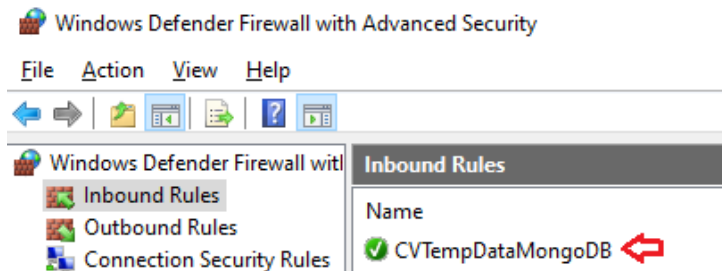 Windows Defender Firewall with Advanced Security
File Action View Help
Windows Defender Firewall witl
Inbound Rules
Outbound Rules
Connection Security Rules
Inbound Rules
Name
CVTempDataMongoDB